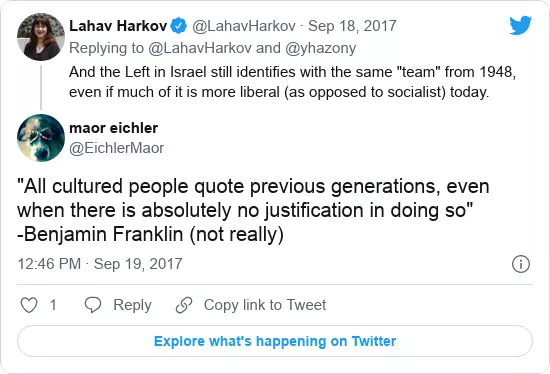 Lahav Harkov @LahavHarkov · Sep 18, 2017
Replying to @LahavHarkov and @yhazony
And the Left in Israel still identifies with the same "team" from 1948,
even if much of it is more liberal (as opposed to socialist) today.
maor eichler
@EichlerMaor
"All cultured people quote previous generations, even
when there is absolutely no justification in doing so"
-Benjamin Franklin (not really)
12:46 PM · Sep 19, 2017
1 Reply Copy link to Tweet
Explore what's happening on Twitter